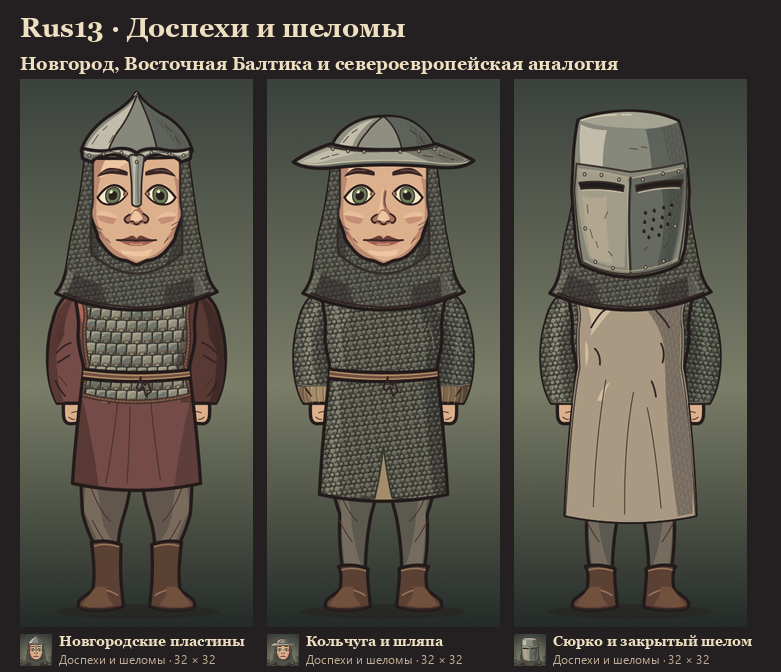 Rus13 · Доспехи и шеломы
Новгород, Восточная Балтика и североевропейская аналогия
Новгородские пластины
Доспехи и шеломы · 32 × 32
Кольчуга и шляпа
Доспехи и шеломы · 32 × 32
Сюрко и закрытый шелом
Доспехи и шеломы · 32 × 32